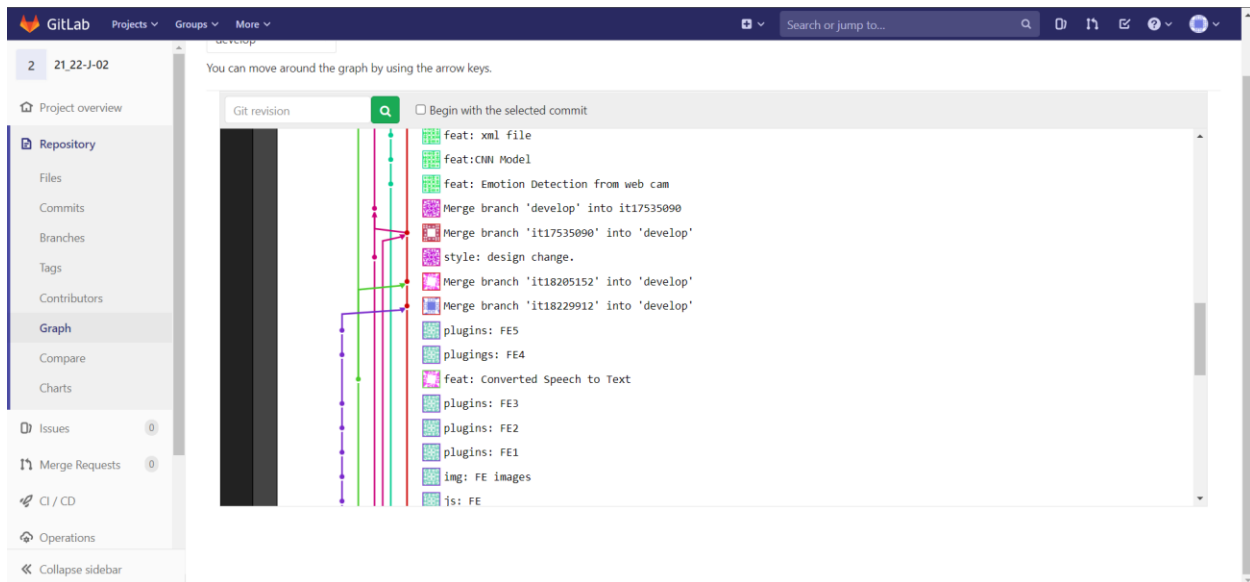 GitLab Projects Groups More Search or jump to...
2 21_22-J-02
develop
You can move around the graph by using the arrow keys.
Project overview
Repository
Files
Commits
Branches
Tags
Contributors
Graph
Compare
Charts
Issues 0
Merge Requests 0
CI / CD
Operations
Collapse sidebar
Git revision Begin with the selected commit
feat: xml file
feat:CNN Model
feat: Emotion Detection from web cam
Merge branch 'develop' into it17535090
Merge branch 'it17535090' into 'develop'
style: design change.
Merge branch 'it18205152' into 'develop'
Merge branch 'it18229912' into 'develop'
plugins: FE5
plugings: FE4
feat: Converted Speech to Text
plugins: FE3
plugins: FE2
plugins: FE1
img: FE images
js: FE